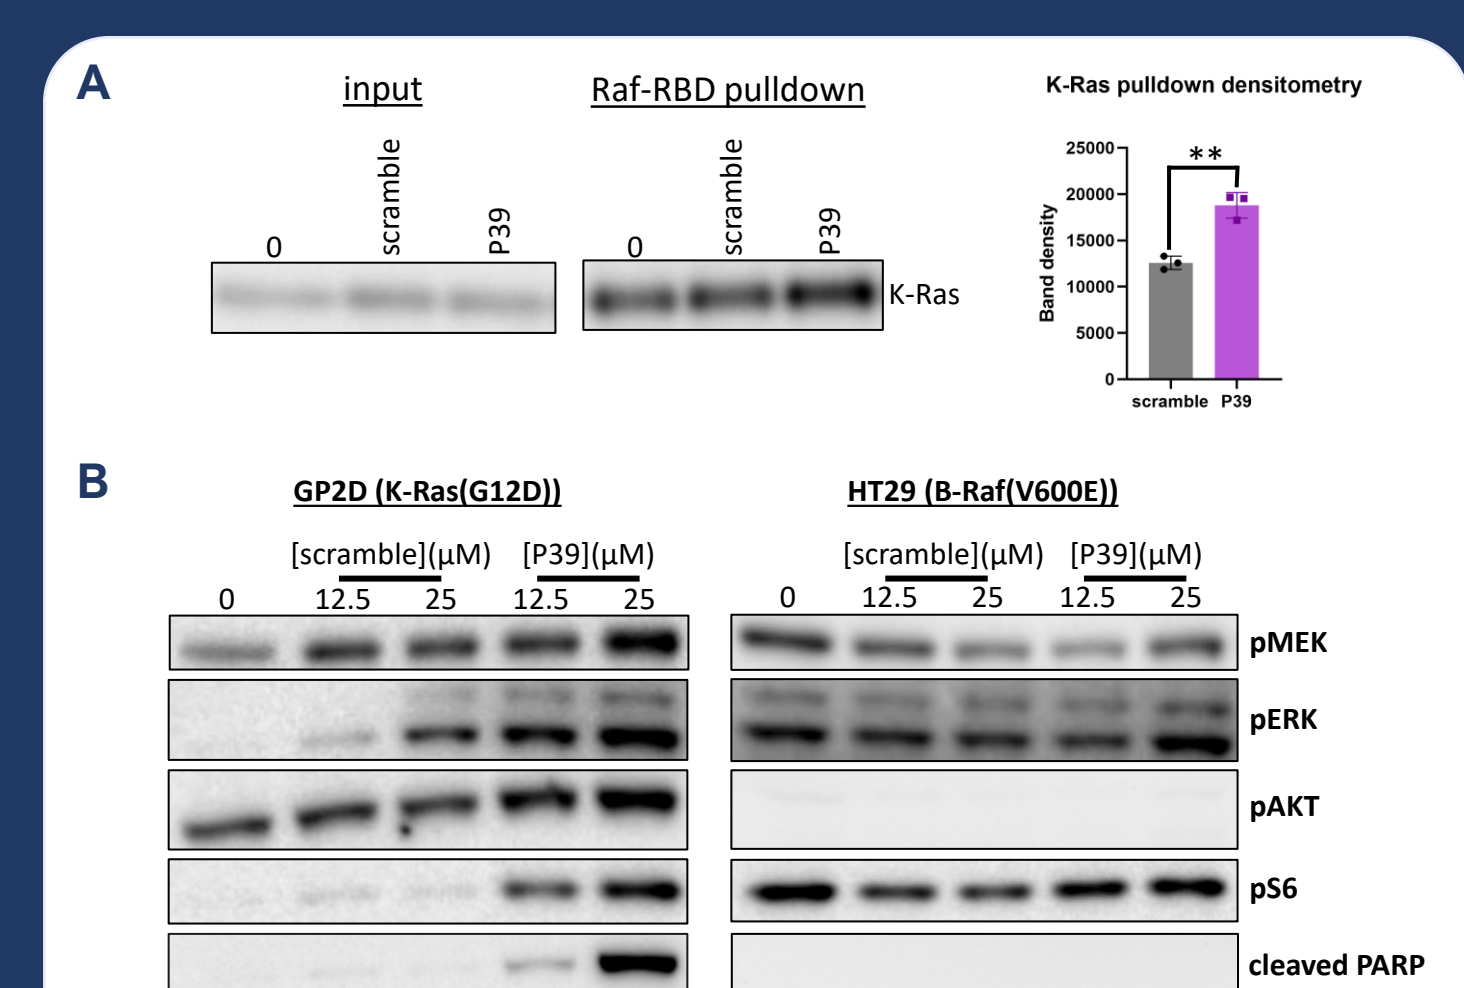 A
input
Raf-RBD pulldown
K-Ras pulldown densitometry
0
scramble
P39
0
scramble
P39
K-Ras
**
25000
20000
15000
10000
5000
0
Band density
scramble P39
B
GP2D (K-Ras(G12D))
HT29 (B-Raf(V600E))
[scramble](μM) [P39](μM)
[scramble](μM) [P39](μM)
0 12.5 25 12.5 25
0 12.5 25 12.5 25
pMEK
pERK
pAKT
pS6
cleaved PARP